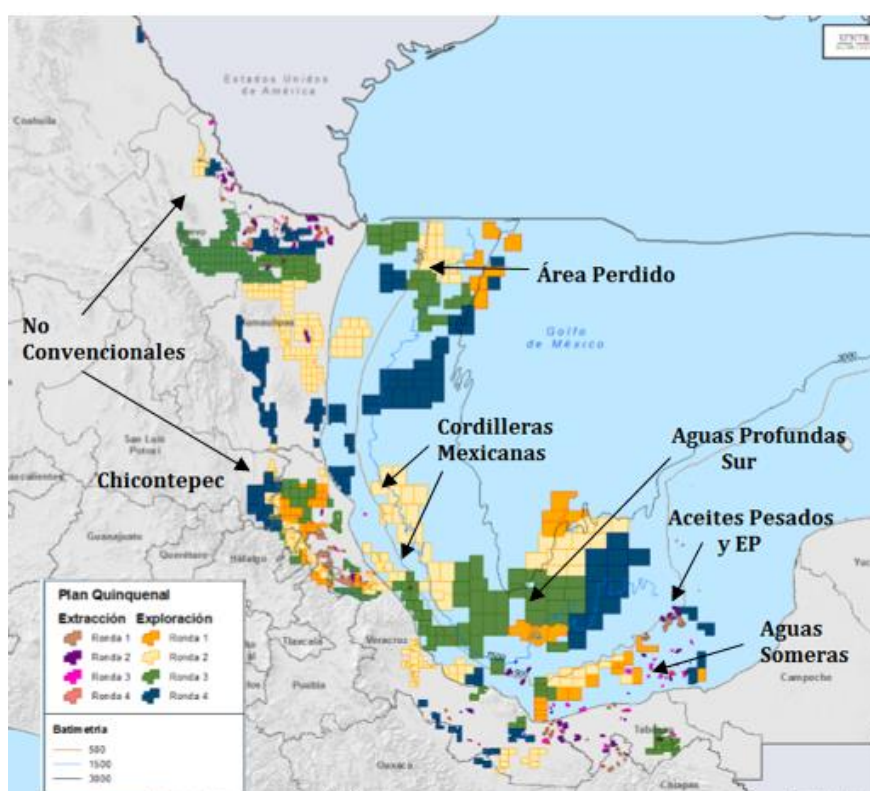 Estados Unidos
de América
Coahuila
Área Perdido
Golfo
de México
3000
No
Convencionales
Tamaulipas
Cordilleras
Mexicanas
Aguas Profundas
Sur
San Luis
Potosí
Chicontepec
Aceites Pesados
y EP
Guanajuato
Querétaro
Hidalgo
Plan Quinquenal
Extracción Exploración
Ronda 1 Ronda 1
Ronda 2 Ronda 2
Ronda 3 Ronda 3
Ronda 4 Ronda 4
Tlaxcala
Puebla
Veracruz
Aguas
Someras
Campeche
Batimetría
500
1500
3000
Oaxaca
Chiapas